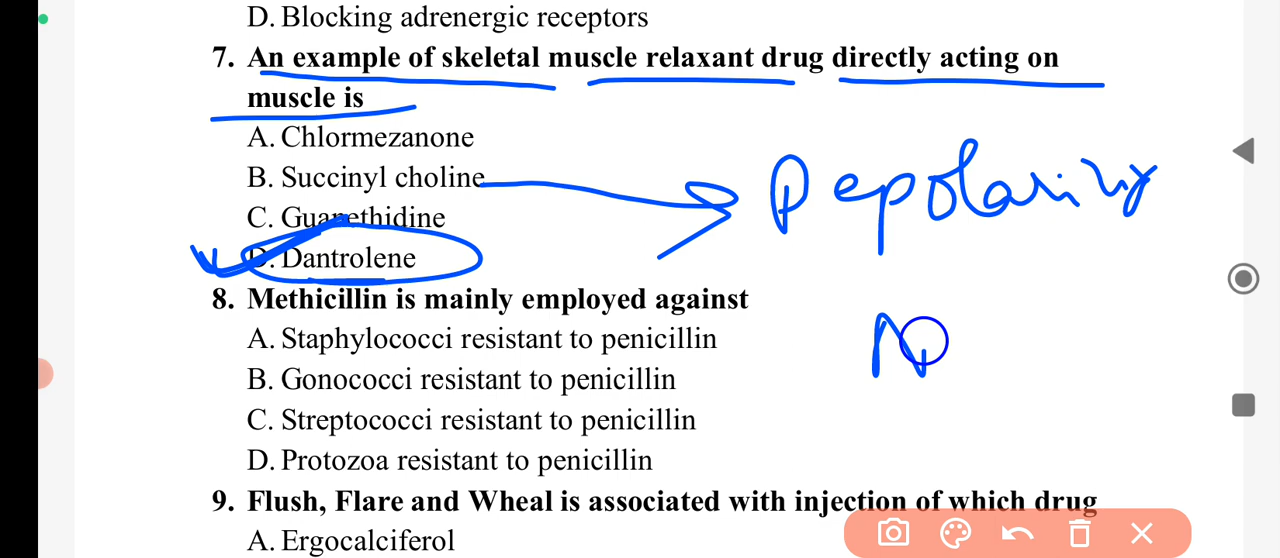 D. Blocking adrenergic receptors
7. An example of skeletal muscle relaxant drug directly acting on
muscle is
A. Chlormezanone
B. Succinyl choline
Depolarizing
C. Guanethidine
D. Dantrolene
8. Methicillin is mainly employed against
A. Staphylococci resistant to penicillin
B. Gonococci resistant to penicillin
C. Streptococci resistant to penicillin
D. Protozoa resistant to penicillin
9. Flush, Flare and Wheal is associated with injection of which drug
A. Ergocalciferol